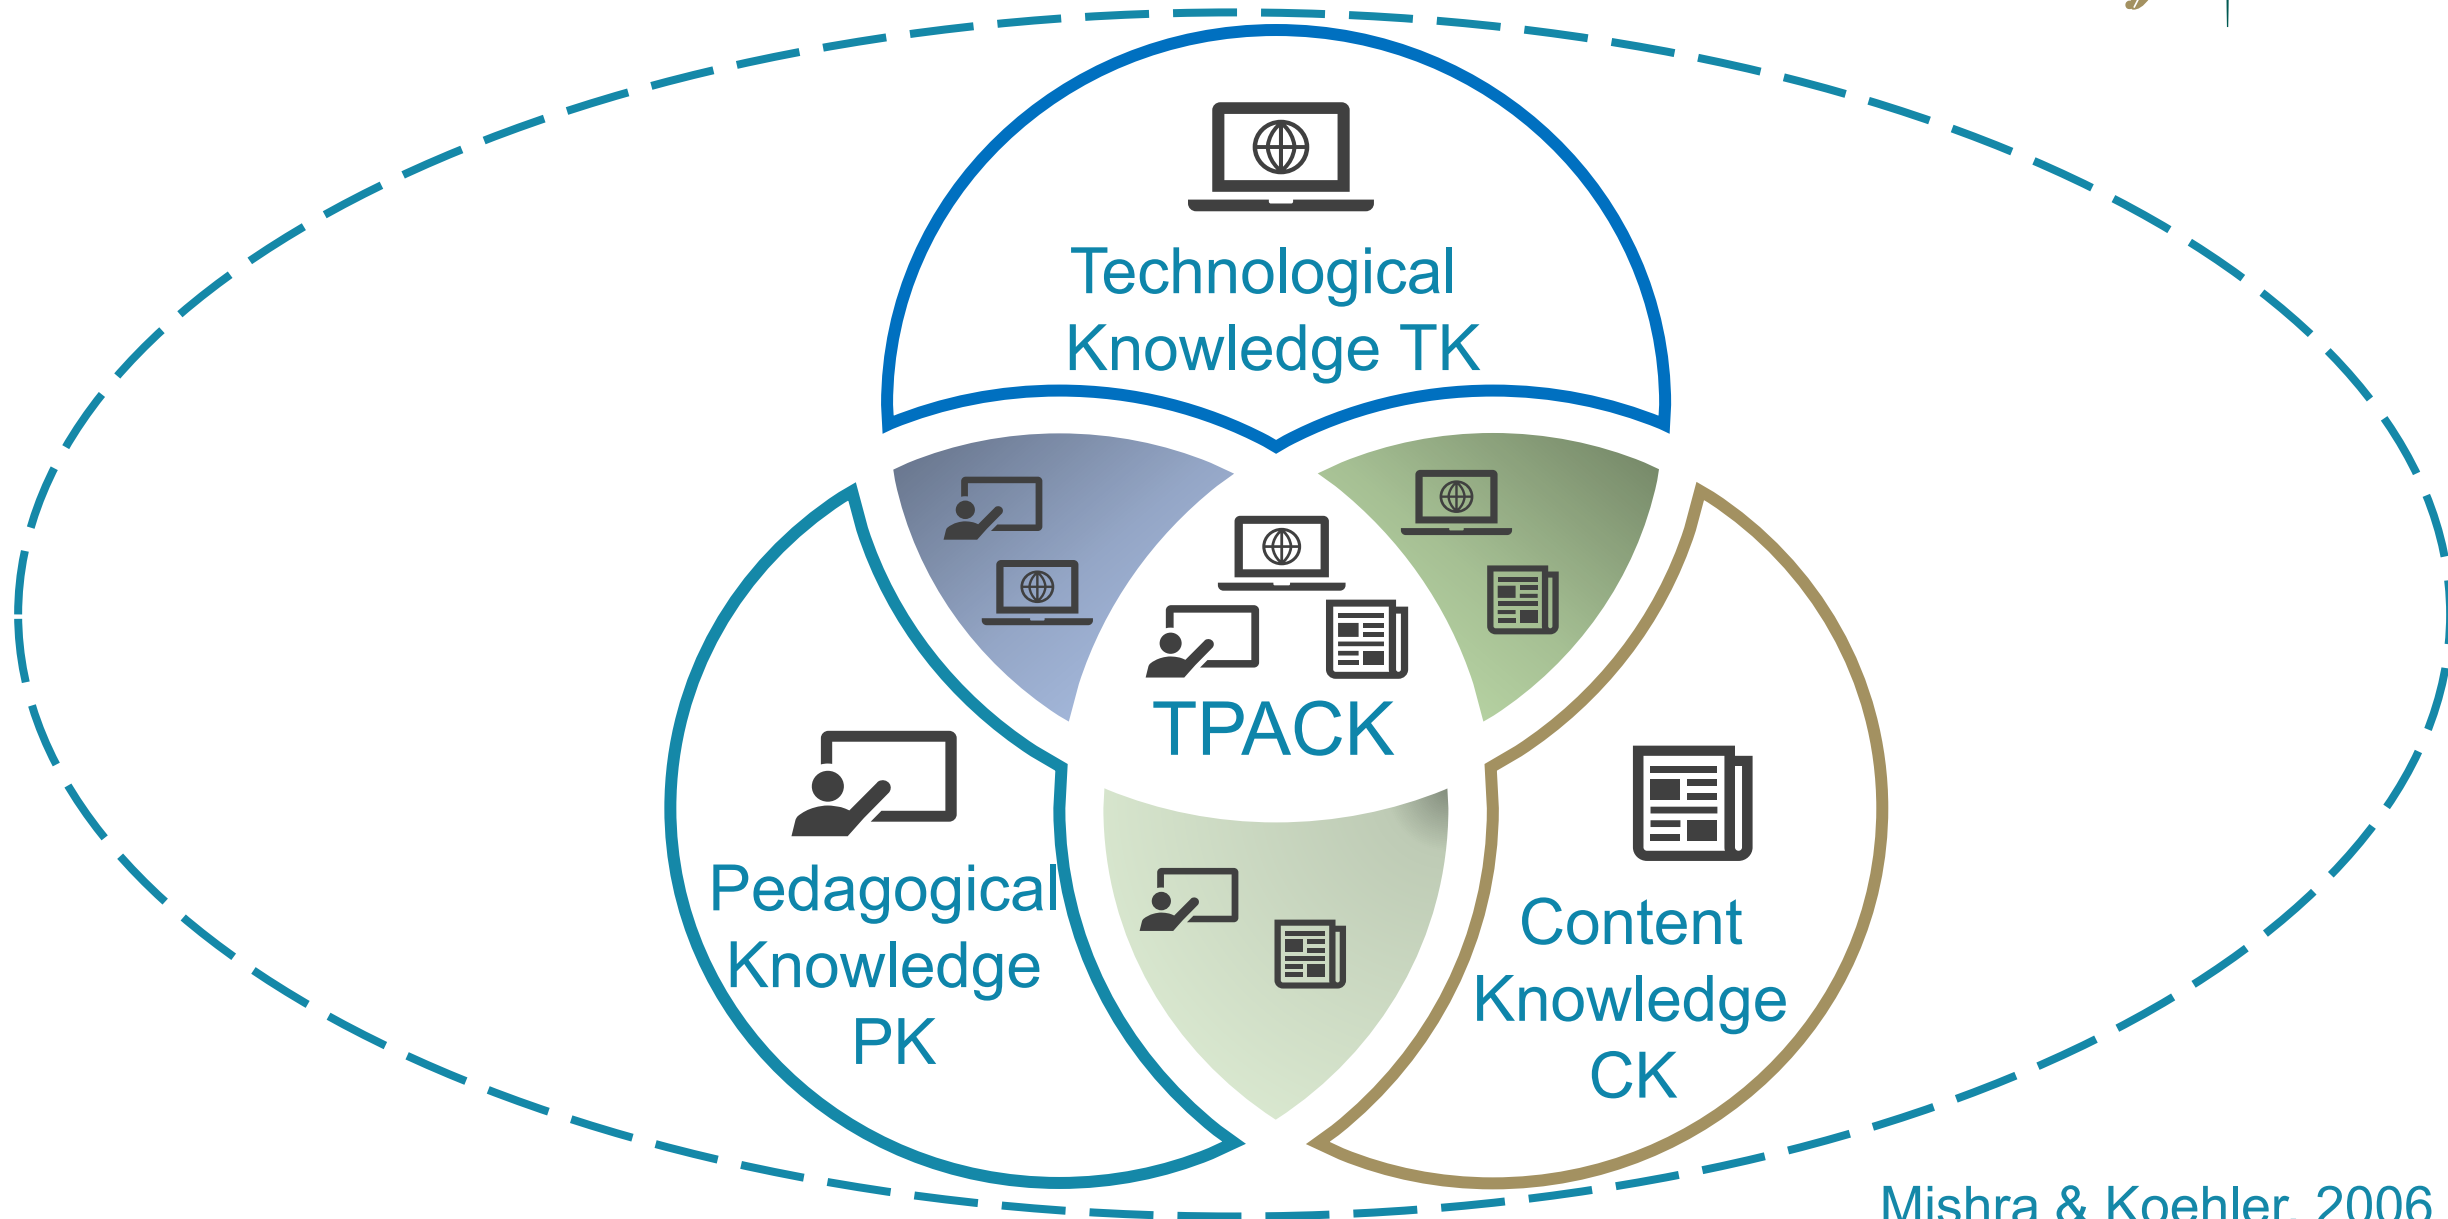 Technological
Knowledge TK
TPACK
Pedagogical
Knowledge
PK
Content
Knowledge
CK
Mishra & Koehler, 2006